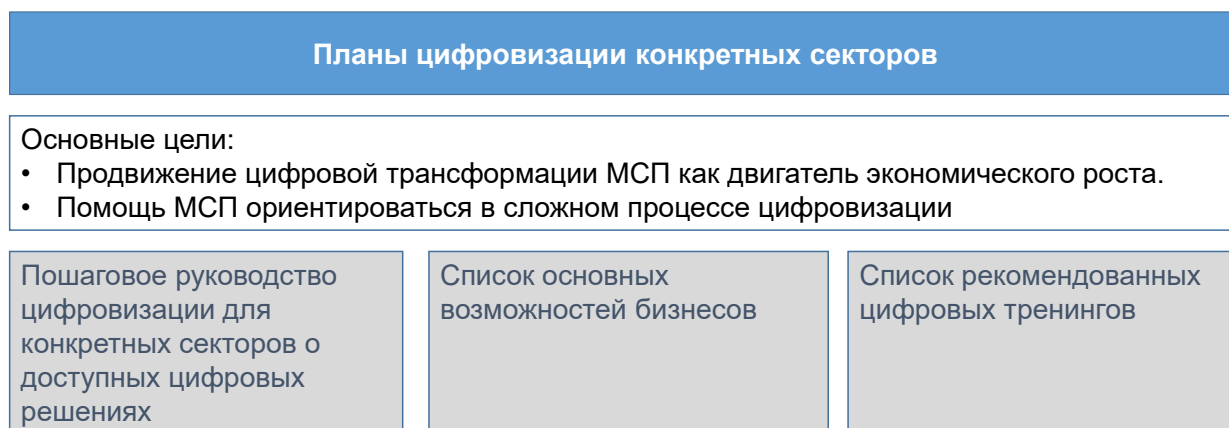 Планы цифровизации конкретных секторов
Основные цели:
• Продвижение цифровой трансформации МСП как двигатель экономического роста.
• Помощь МСП ориентироваться в сложном процессе цифровизации
Пошаговое руководство
цифровизации для
конкретных секторов о
доступных цифровых
решениях
Список основных
возможностей бизнесов
Список рекомендованных
цифровых тренингов